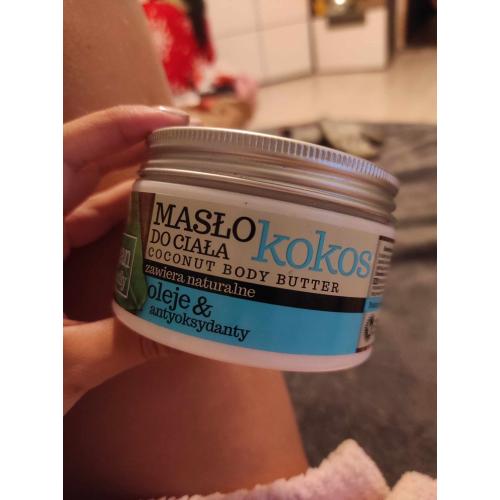 MASŁO
DO CIAŁA
kokos
COCONUT BODY BUTTER
zawiera naturalne
oleje &
antyoksydanty